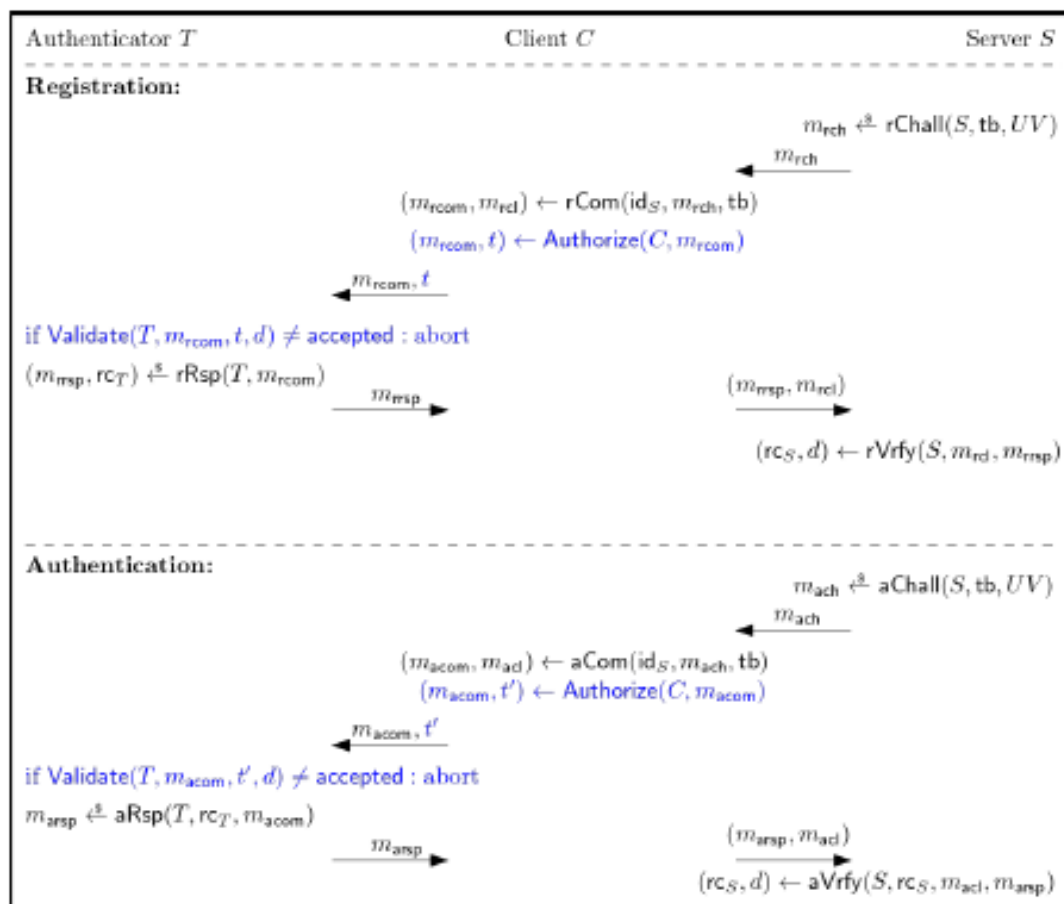 Authenticator T Client C Server S
Registration:
m_rch ←$ rChall(S, tb, UV)
m_rch
(m_rcom, m_rcl) ← rCom(id_S, m_rch, tb)
(m_rcom, t) ← Authorize(C, m_rcom)
m_rcom, t
if Validate(T, m_rcom, t, d) ≠ accepted : abort
(m_rrsp, rc_T) ←$ rRsp(T, m_rcom)
m_rrsp (m_rrsp, m_rcl)
(rc_S, d) ← rVrfy(S, m_rcl, m_rrsp)
Authentication:
m_ach ←$ aChall(S, tb, UV)
m_ach
(m_acom, m_acl) ← aCom(id_S, m_ach, tb)
(m_acom, t′) ← Authorize(C, m_acom)
m_acom, t′
if Validate(T, m_acom, t′, d) ≠ accepted : abort
m_arsp ←$ aRsp(T, rc_T, m_acom)
m_arsp (m_arsp, m_acl)
(rc_S, d) ← aVrfy(S, rc_S, m_acl, m_arsp)